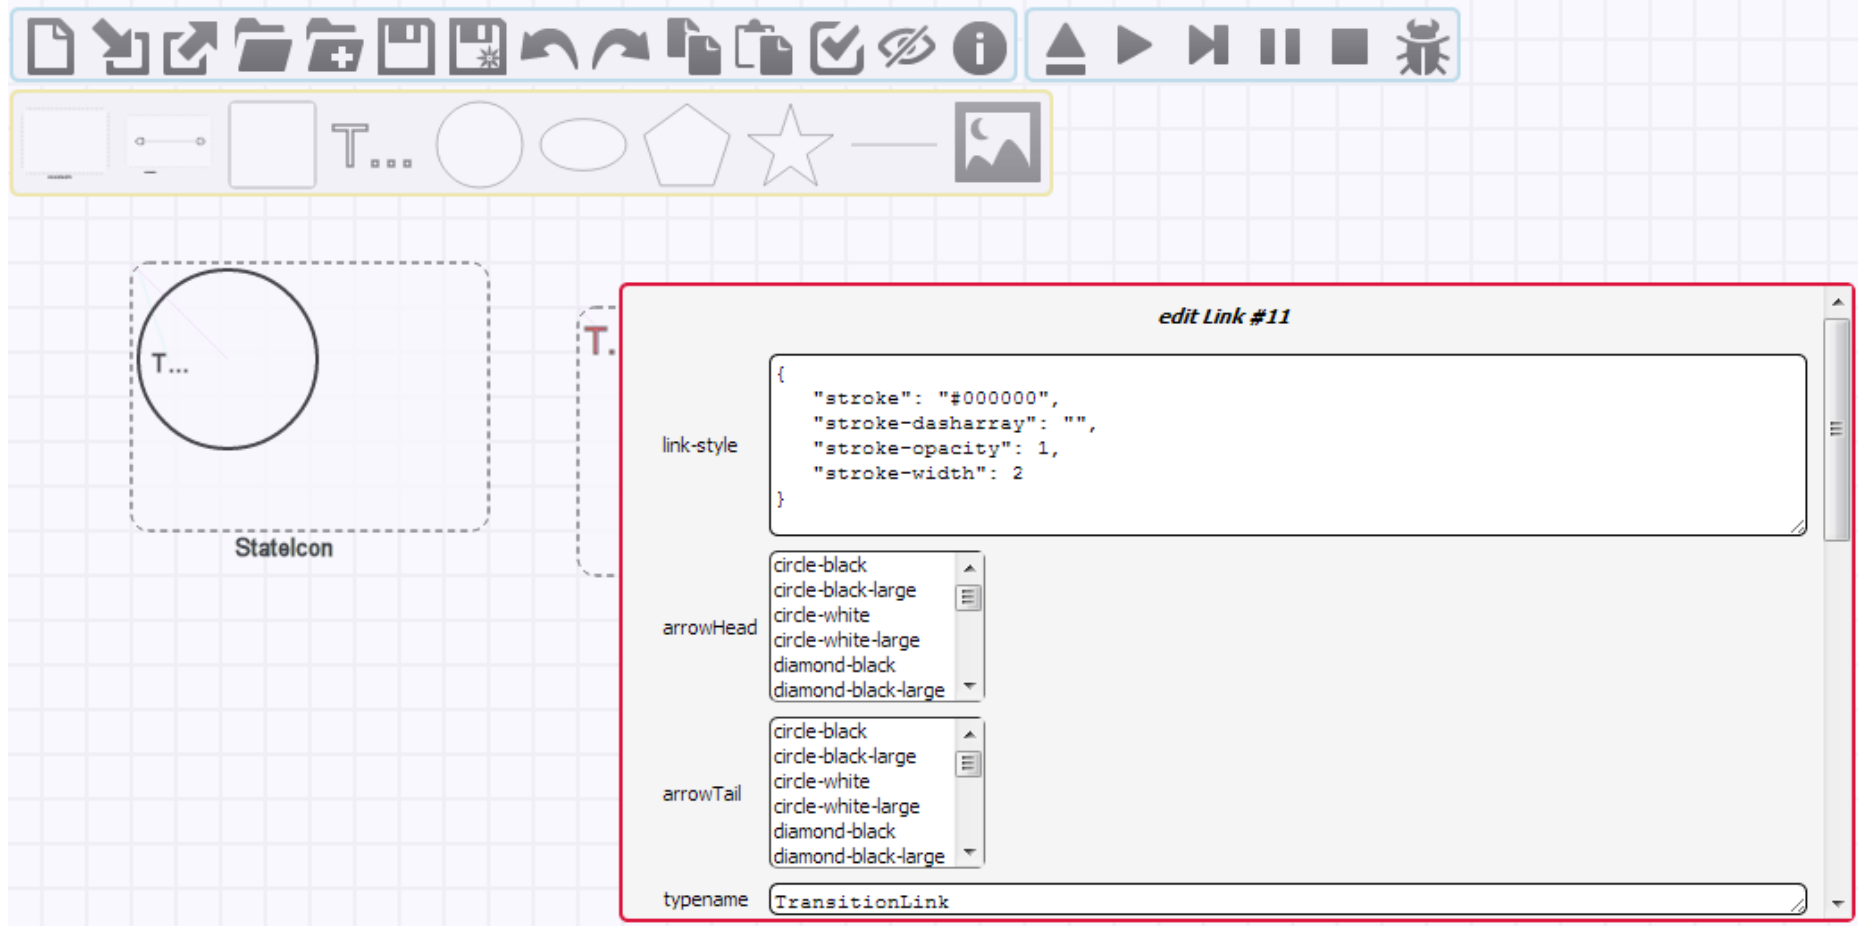 T...
T...
StateIcon
T.
edit Link #11
link-style
{
"stroke": "#000000",
"stroke-dasharray": "",
"stroke-opacity": 1,
"stroke-width": 2
}
arrowHead
circle-black
circle-black-large
circle-white
circle-white-large
diamond-black
diamond-black-large
arrowTail
circle-black
circle-black-large
circle-white
circle-white-large
diamond-black
diamond-black-large
typename
TransitionLink